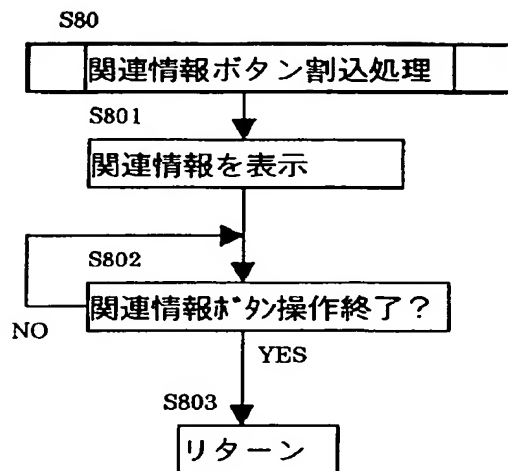 S80
関連情報ボタン割込処理
S801
関連情報を表示
S802
関連情報ﾎﾞﾀﾝ操作終了？
NO
YES
S803
リターン